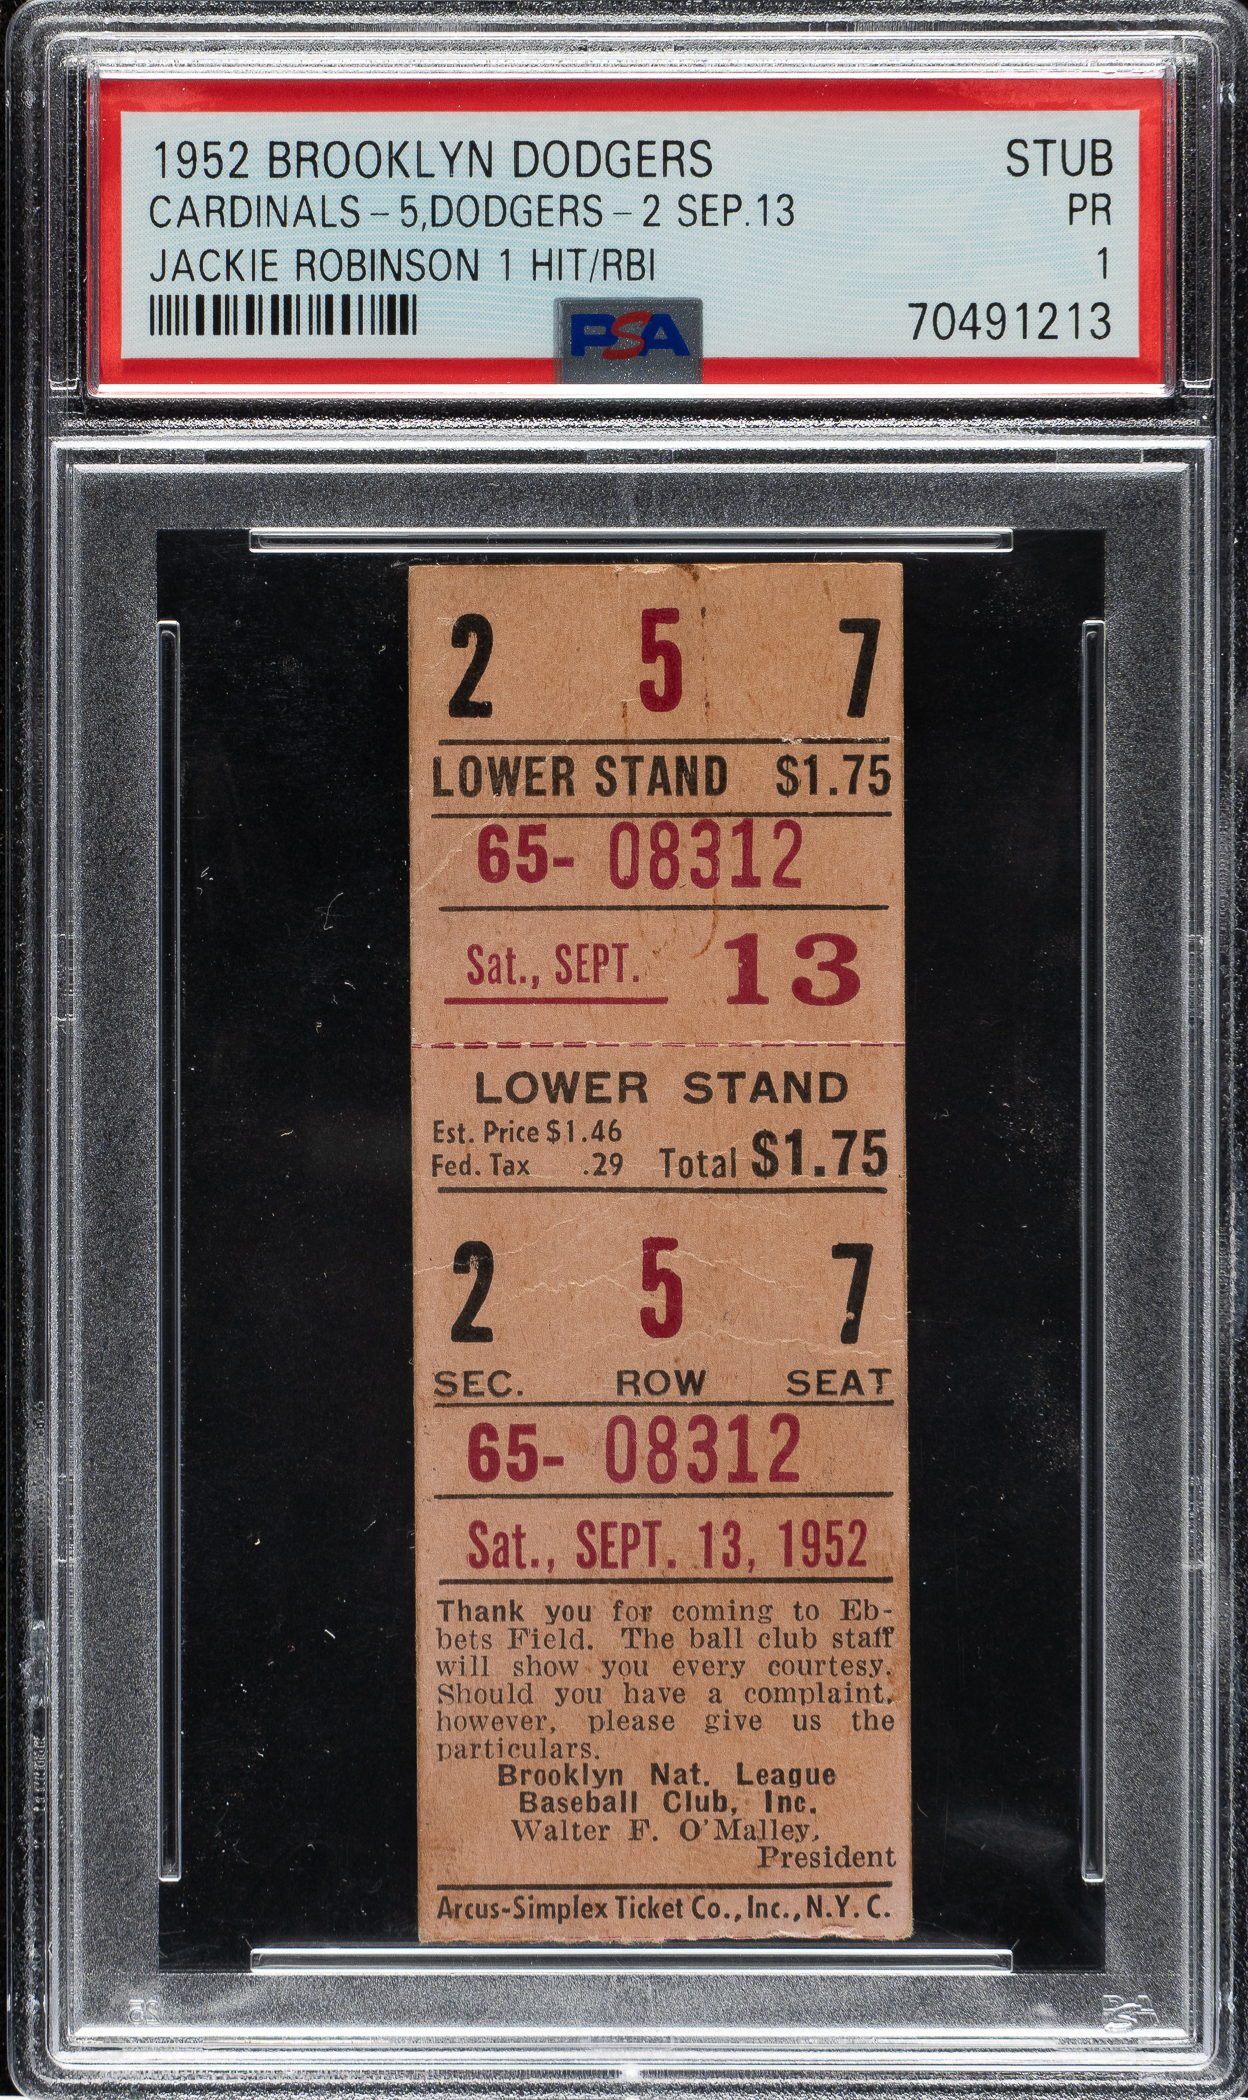 1952 BROOKLYN DODGERS STUB
CARDINALS-5,DODGERS-2 SEP.13 PR
JACKIE ROBINSON 1 HIT/RBI 1
PSA 70491213
2 5 7
LOWER STAND $1.75
65- 08312
Sat., SEPT. 13
LOWER STAND
Est. Price $1.46
Fed. Tax .29 Total $1.75
2 5 7
SEC. ROW SEAT
65- 08312
Sat., SEPT. 13, 1952
Thank you for coming to Eb-
bets Field. The ball club staff
will show you every courtesy.
Should you have a complaint,
however, please give us the
particulars.
Brooklyn Nat. League
Baseball Club, Inc.
Walter F. O'Malley,
President
Arcus-Simplex Ticket Co., Inc., N.Y.C.
PSA